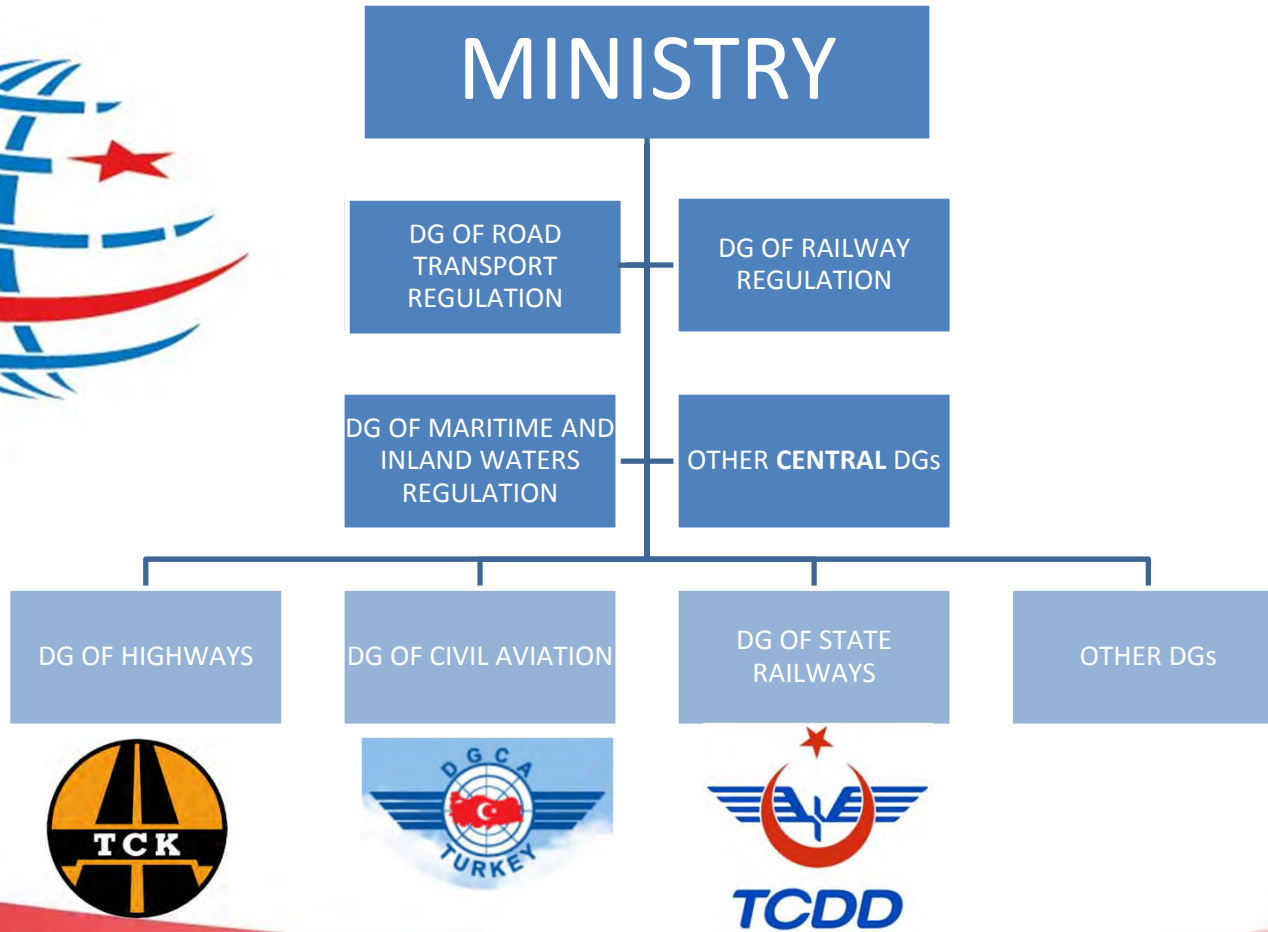 MINISTRY
DG OF ROAD
TRANSPORT
REGULATION
DG OF RAILWAY
REGULATION
DG OF MARITIME AND
INLAND WATERS
REGULATION
OTHER CENTRAL DGs
DG OF HIGHWAYS
DG OF CIVIL AVIATION
DG OF STATE
RAILWAYS
OTHER DGs
TCK
DGCA
TURKEY
TCDD